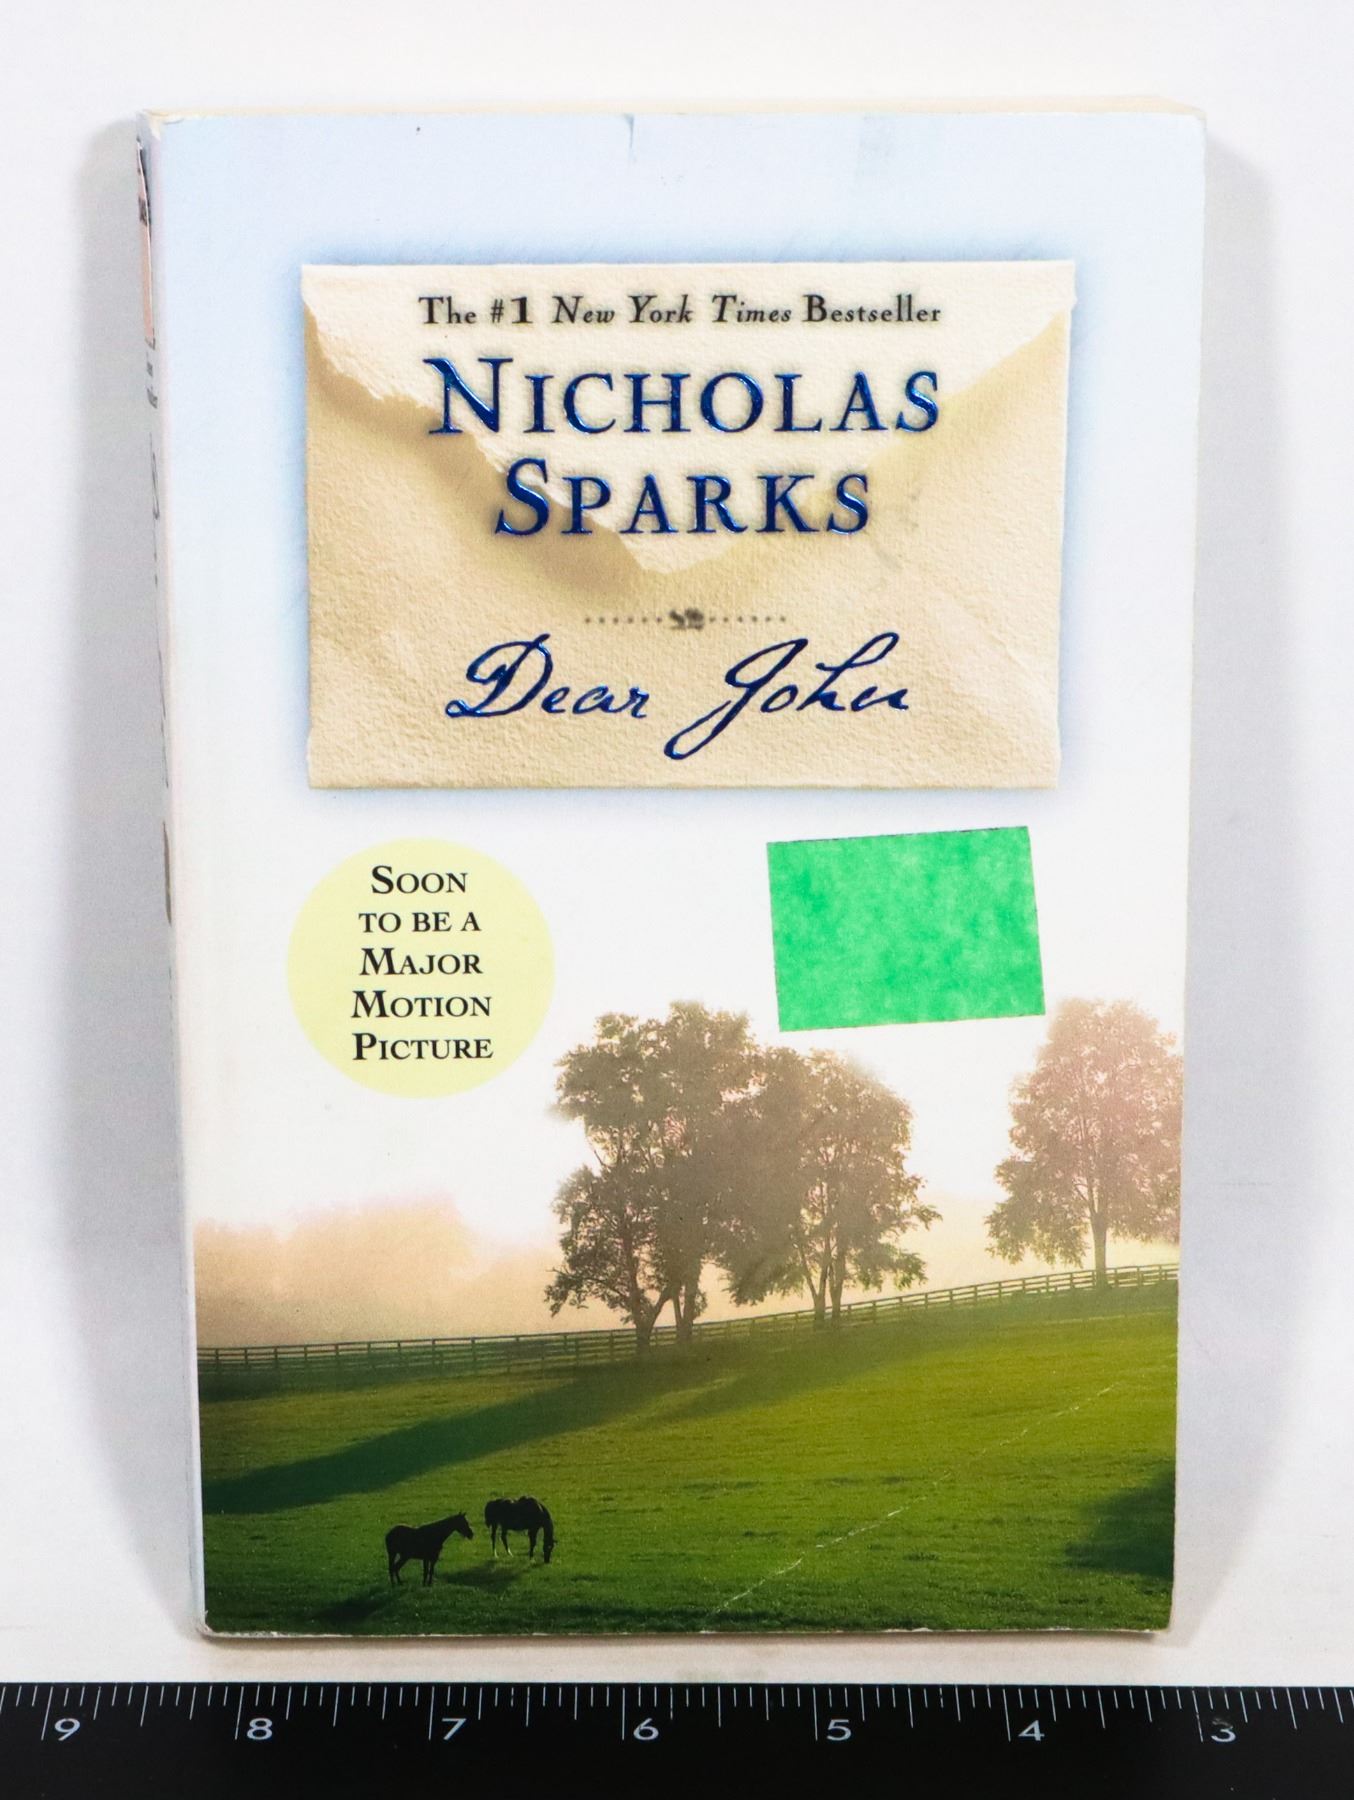 The #1 New York Times Bestseller
NICHOLAS
SPARKS
Dear John
SOON
TO BE A
MAJOR
MOTION
PICTURE
9 8 7 6 5 4 3